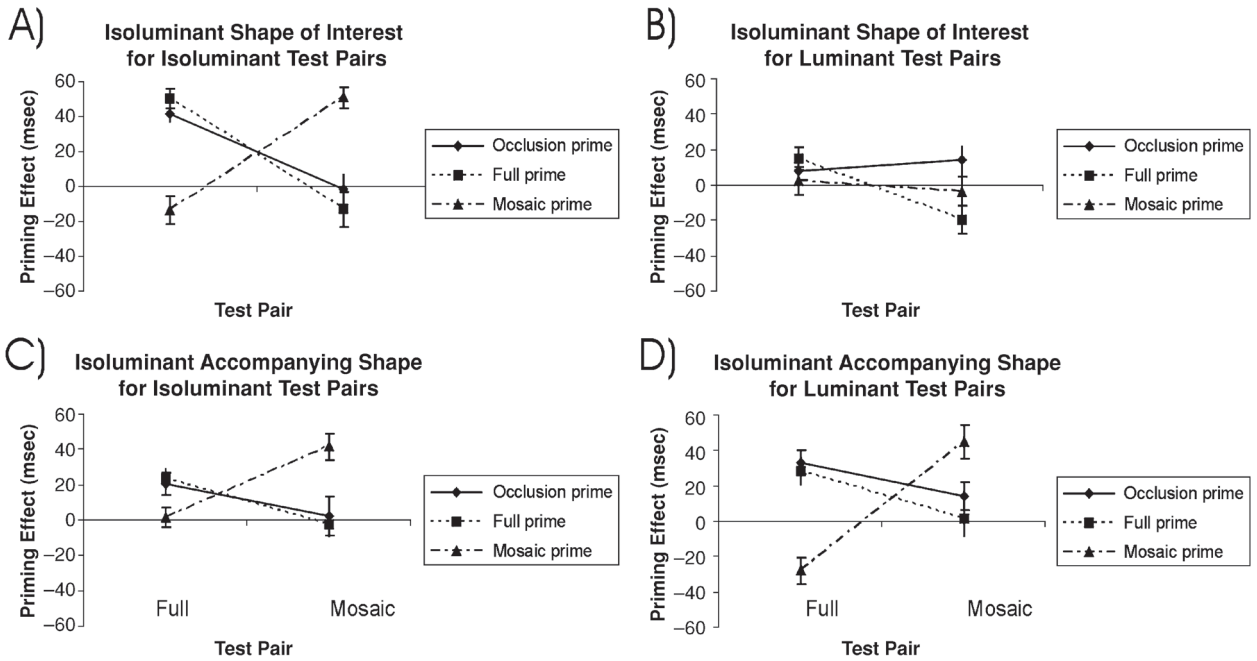 A)
Isoluminant Shape of Interest
for Isoluminant Test Pairs
Priming Effect (msec)
60
40
20
0
–20
–40
–60
Test Pair
Occlusion prime
Full prime
Mosaic prime
B)
Isoluminant Shape of Interest
for Luminant Test Pairs
Priming Effect (msec)
60
40
20
0
–20
–40
–60
Test Pair
Occlusion prime
Full prime
Mosaic prime
C)
Isoluminant Accompanying Shape
for Isoluminant Test Pairs
Priming Effect (msec)
60
40
20
0
–20
–40
–60
Full Mosaic
Test Pair
Occlusion prime
Full prime
Mosaic prime
D)
Isoluminant Accompanying Shape
for Luminant Test Pairs
Priming Effect (msec)
60
40
20
0
–20
–40
–60
Full Mosaic
Test Pair
Occlusion prime
Full prime
Mosaic prime